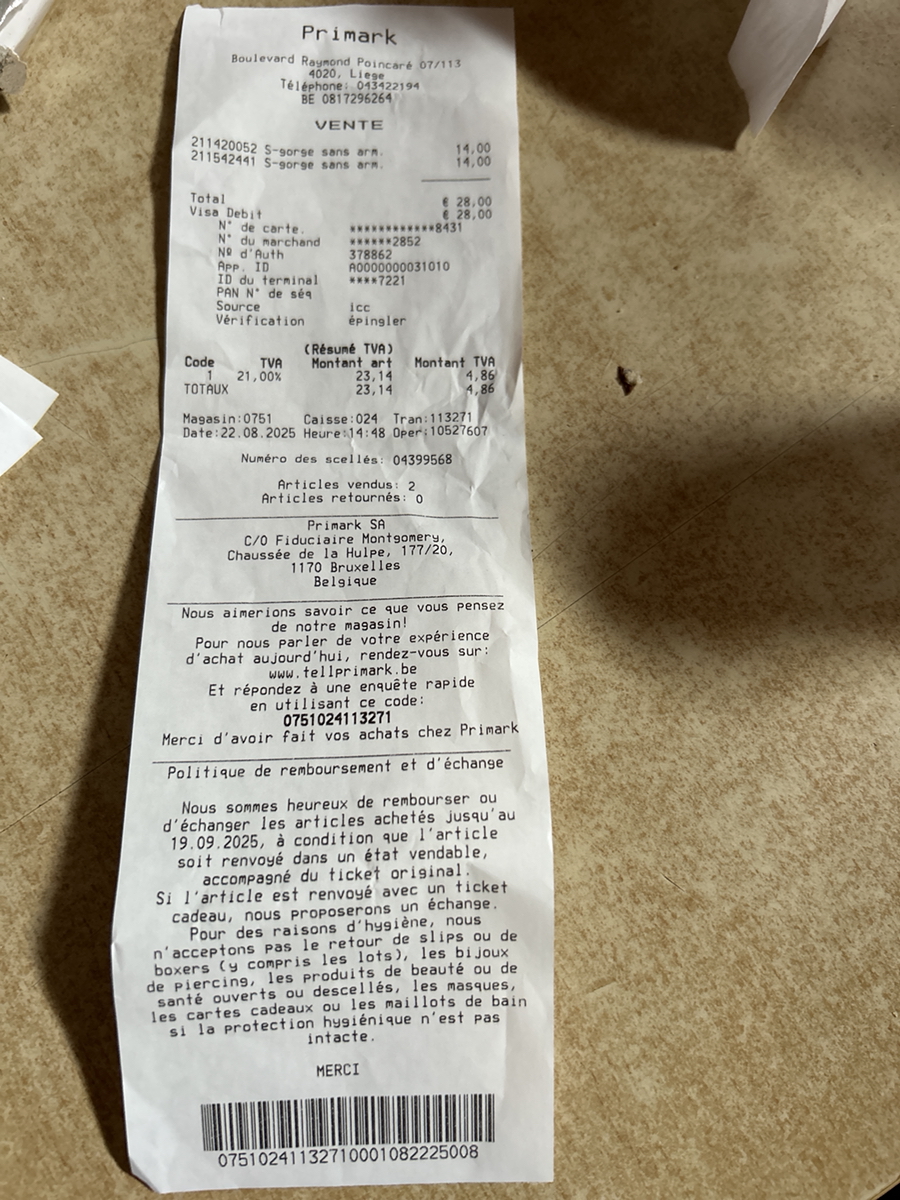 Primark
Boulevard Raymond Poincaré 07/113
4020, Liege
Téléphone: 043422194
BE 0817296264
VENTE
211420052 S-gorge sans arm. 14,00
211542441 S-gorge sans arm. 14,00
Total € 28,00
Visa Debit € 28,00
N° de carte. ************8431
N° du marchand ******2852
Nº d'Auth 378862
App. ID A0000000031010
ID du terminal ****7221
PAN N° de séq
Source icc
Vérification épingler
(Résumé TVA)
Code TVA Montant art Montant TVA
1 21,00% 23,14 4,86
TOTAUX 23,14 4,86
Magasin:0751 Caisse:024 Tran:113271
Date:22.08.2025 Heure:14:48 Oper:10527607
Numéro des scellés: 04399568
Articles vendus: 2
Articles retournés: 0
Primark SA
C/O Fiduciaire Montgomery,
Chaussée de la Hulpe, 177/20,
1170 Bruxelles
Belgique
Nous aimerions savoir ce que vous pensez
de notre magasin!
Pour nous parler de votre expérience
d'achat aujourd'hui, rendez-vous sur:
www.tellprimark.be
Et répondez à une enquête rapide
en utilisant ce code:
0751024113271
Merci d'avoir fait vos achats chez Primark
Politique de remboursement et d'échange
Nous sommes heureux de rembourser ou
d'échanger les articles achetés jusqu'au
19.09.2025, à condition que l'article
soit renvoyé dans un état vendable,
accompagné du ticket original.
Si l'article est renvoyé avec un ticket
cadeau, nous proposerons un échange.
Pour des raisons d'hygiène, nous
n'acceptons pas le retour de slips ou de
boxers (y compris les lots), les bijoux
de piercing, les produits de beauté ou de
santé ouverts ou descellés, les masques,
les cartes cadeaux ou les maillots de bain
si la protection hygiénique n'est pas
intacte.
MERCI
07510241132710001082225008